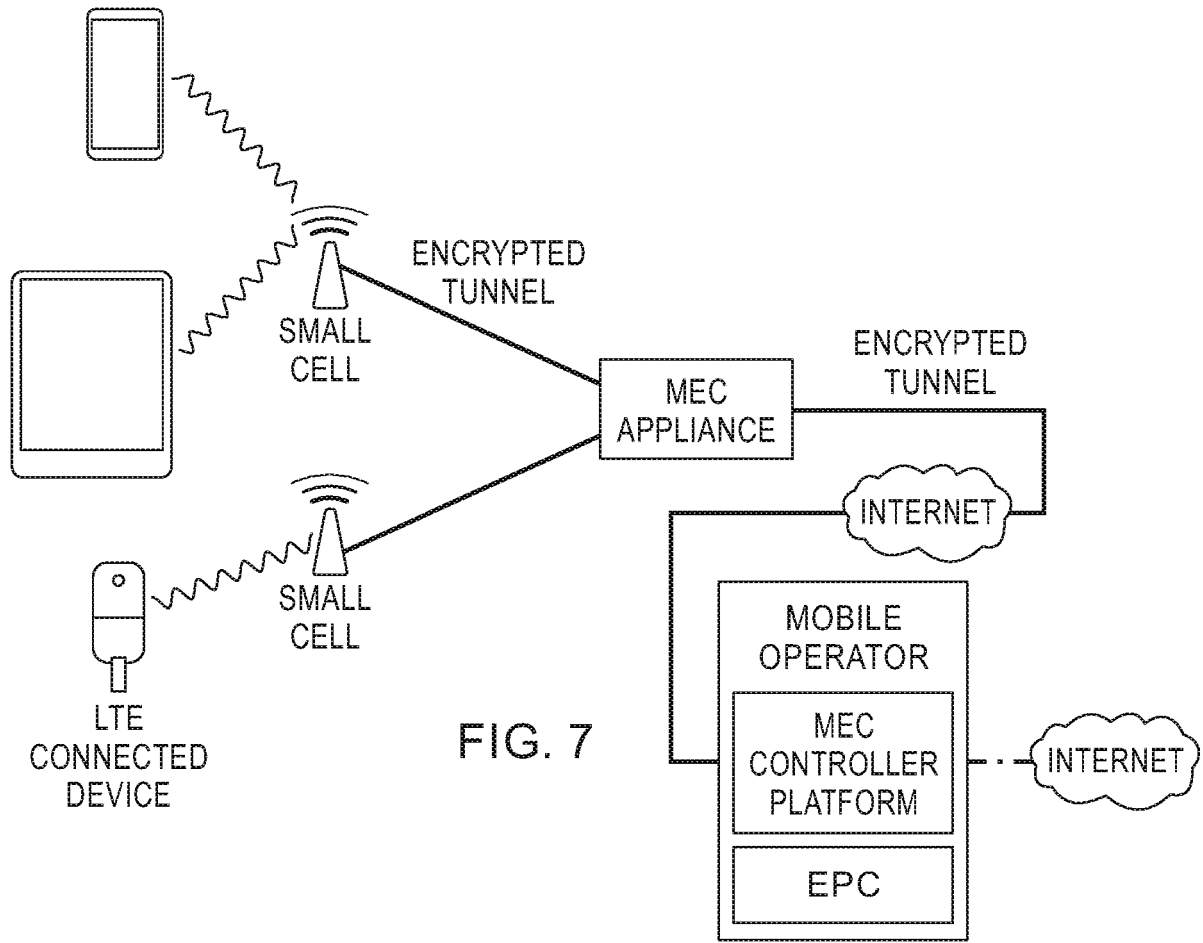 ENCRYPTED
TUNNEL
SMALL
CELL
ENCRYPTED
TUNNEL
MEC
APPLIANCE
INTERNET
SMALL
CELL
LTE
CONNECTED
DEVICE
FIG. 7
MOBILE
OPERATOR
MEC
CONTROLLER
PLATFORM
INTERNET
EPC